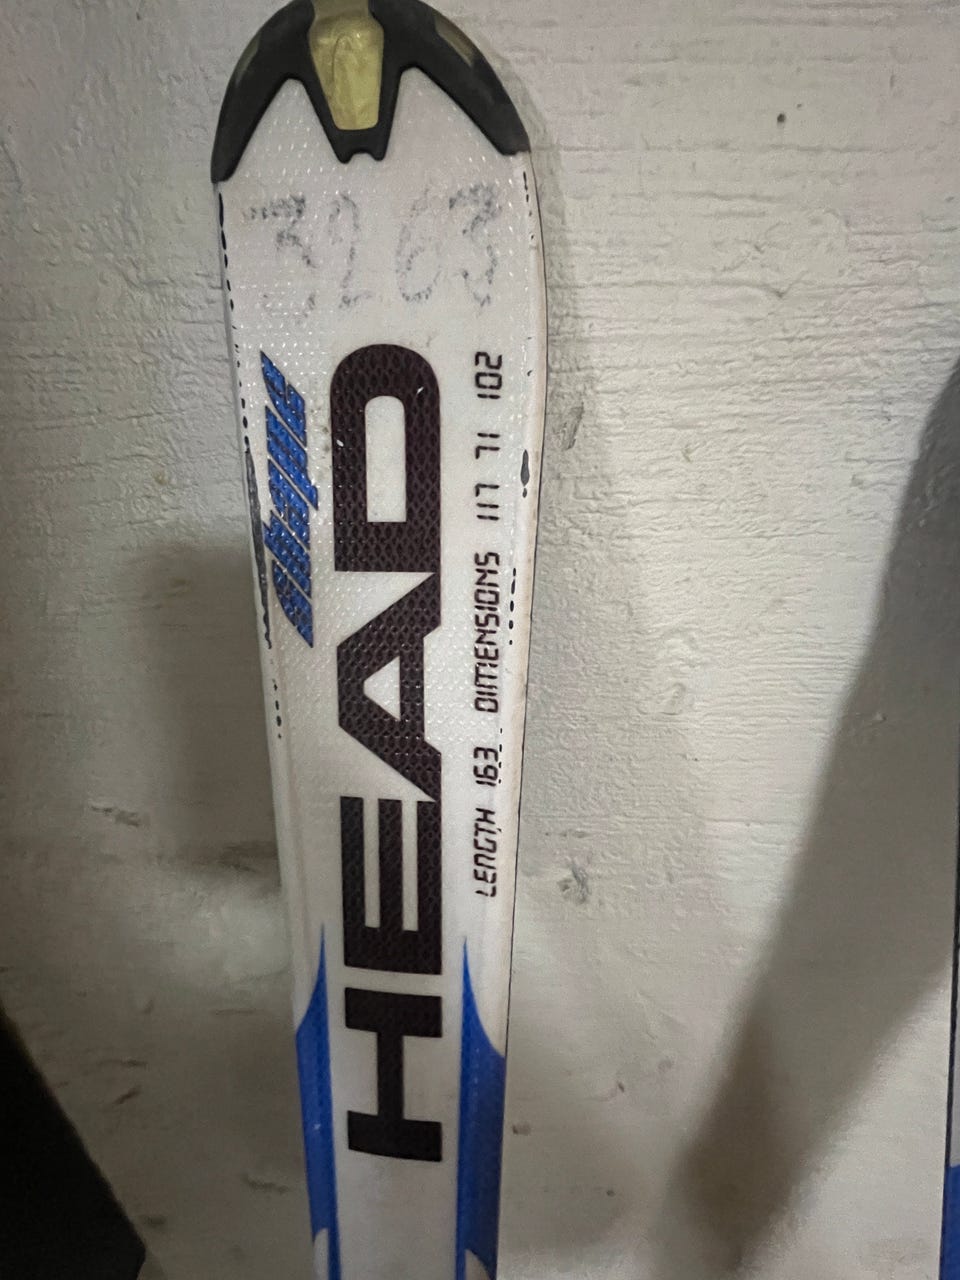 3263
HEAD
LENGTH 163 DIMENSIONS 117 71 102